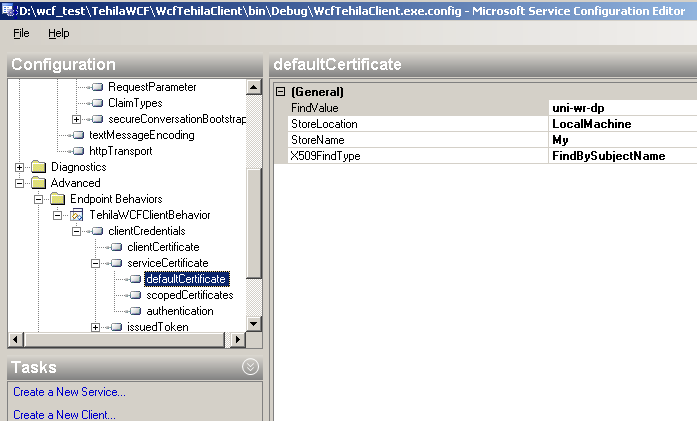 D:\wcf_test\TehilaWCF\WcfTehilaClient\bin\Debug\WcfTehilaClient.exe.config - Microsoft Service Configuration Editor
File Help
Configuration
RequestParameter
ClaimTypes
secureConversationBootstrap
textMessageEncoding
httpTransport
Diagnostics
Advanced
Endpoint Behaviors
TehilaWCFClientBehavior
clientCredentials
clientCertificate
serviceCertificate
defaultCertificate
scopedCertificates
authentication
issuedToken
Tasks
Create a New Service...
Create a New Client...
defaultCertificate
(General)
FindValue uni-wr-dp
StoreLocation LocalMachine
StoreName My
X509FindType FindBySubjectName